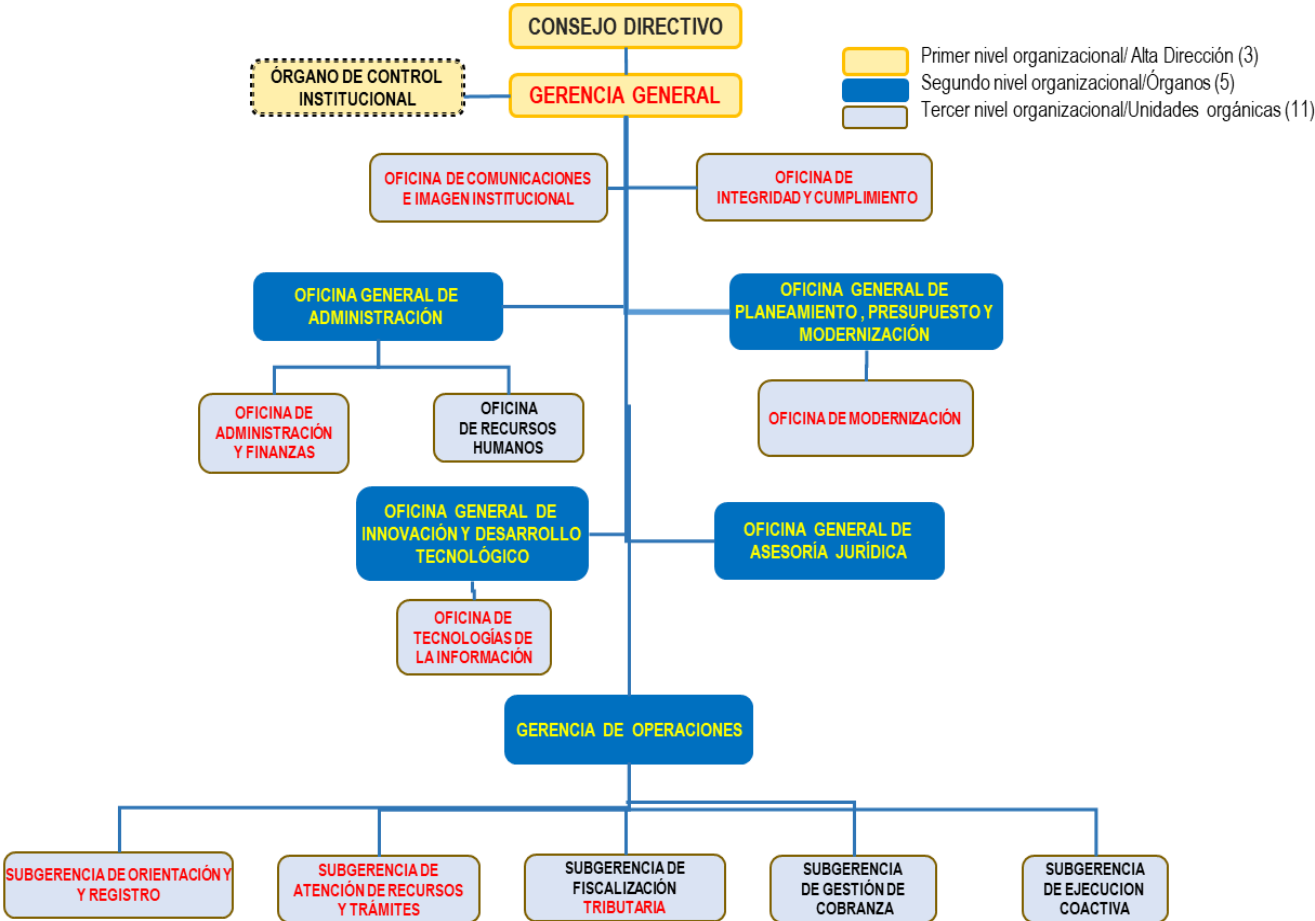 CONSEJO DIRECTIVO
Primer nivel organizacional/ Alta Dirección (3)
Segundo nivel organizacional/Órganos (5)
Tercer nivel organizacional/Unidades orgánicas (11)
ÓRGANO DE CONTROL
INSTITUCIONAL
GERENCIA GENERAL
OFICINA DE COMUNICACIONES
E IMAGEN INSTITUCIONAL
OFICINA DE
INTEGRIDAD Y CUMPLIMIENTO
OFICINA GENERAL DE
ADMINISTRACIÓN
OFICINA GENERAL DE
PLANEAMIENTO , PRESUPUESTO Y
MODERNIZACIÓN
OFICINA DE
ADMINISTRACIÓN
Y FINANZAS
OFICINA
DE RECURSOS
HUMANOS
OFICINA DE MODERNIZACIÓN
OFICINA GENERAL DE
INNOVACIÓN Y DESARROLLO
TECNOLÓGICO
OFICINA GENERAL DE
ASESORÍA JURÍDICA
OFICINA DE
TECNOLOGÍAS DE
LA INFORMACIÓN
GERENCIA DE OPERACIONES
SUBGERENCIA DE ORIENTACIÓN Y
Y REGISTRO
SUBGERENCIA DE
ATENCIÓN DE RECURSOS
Y TRÁMITES
SUBGERENCIA DE
FISCALIZACIÓN
TRIBUTARIA
SUBGERENCIA
DE GESTIÓN DE
COBRANZA
SUBGERENCIA
DE EJECUCION
COACTIVA